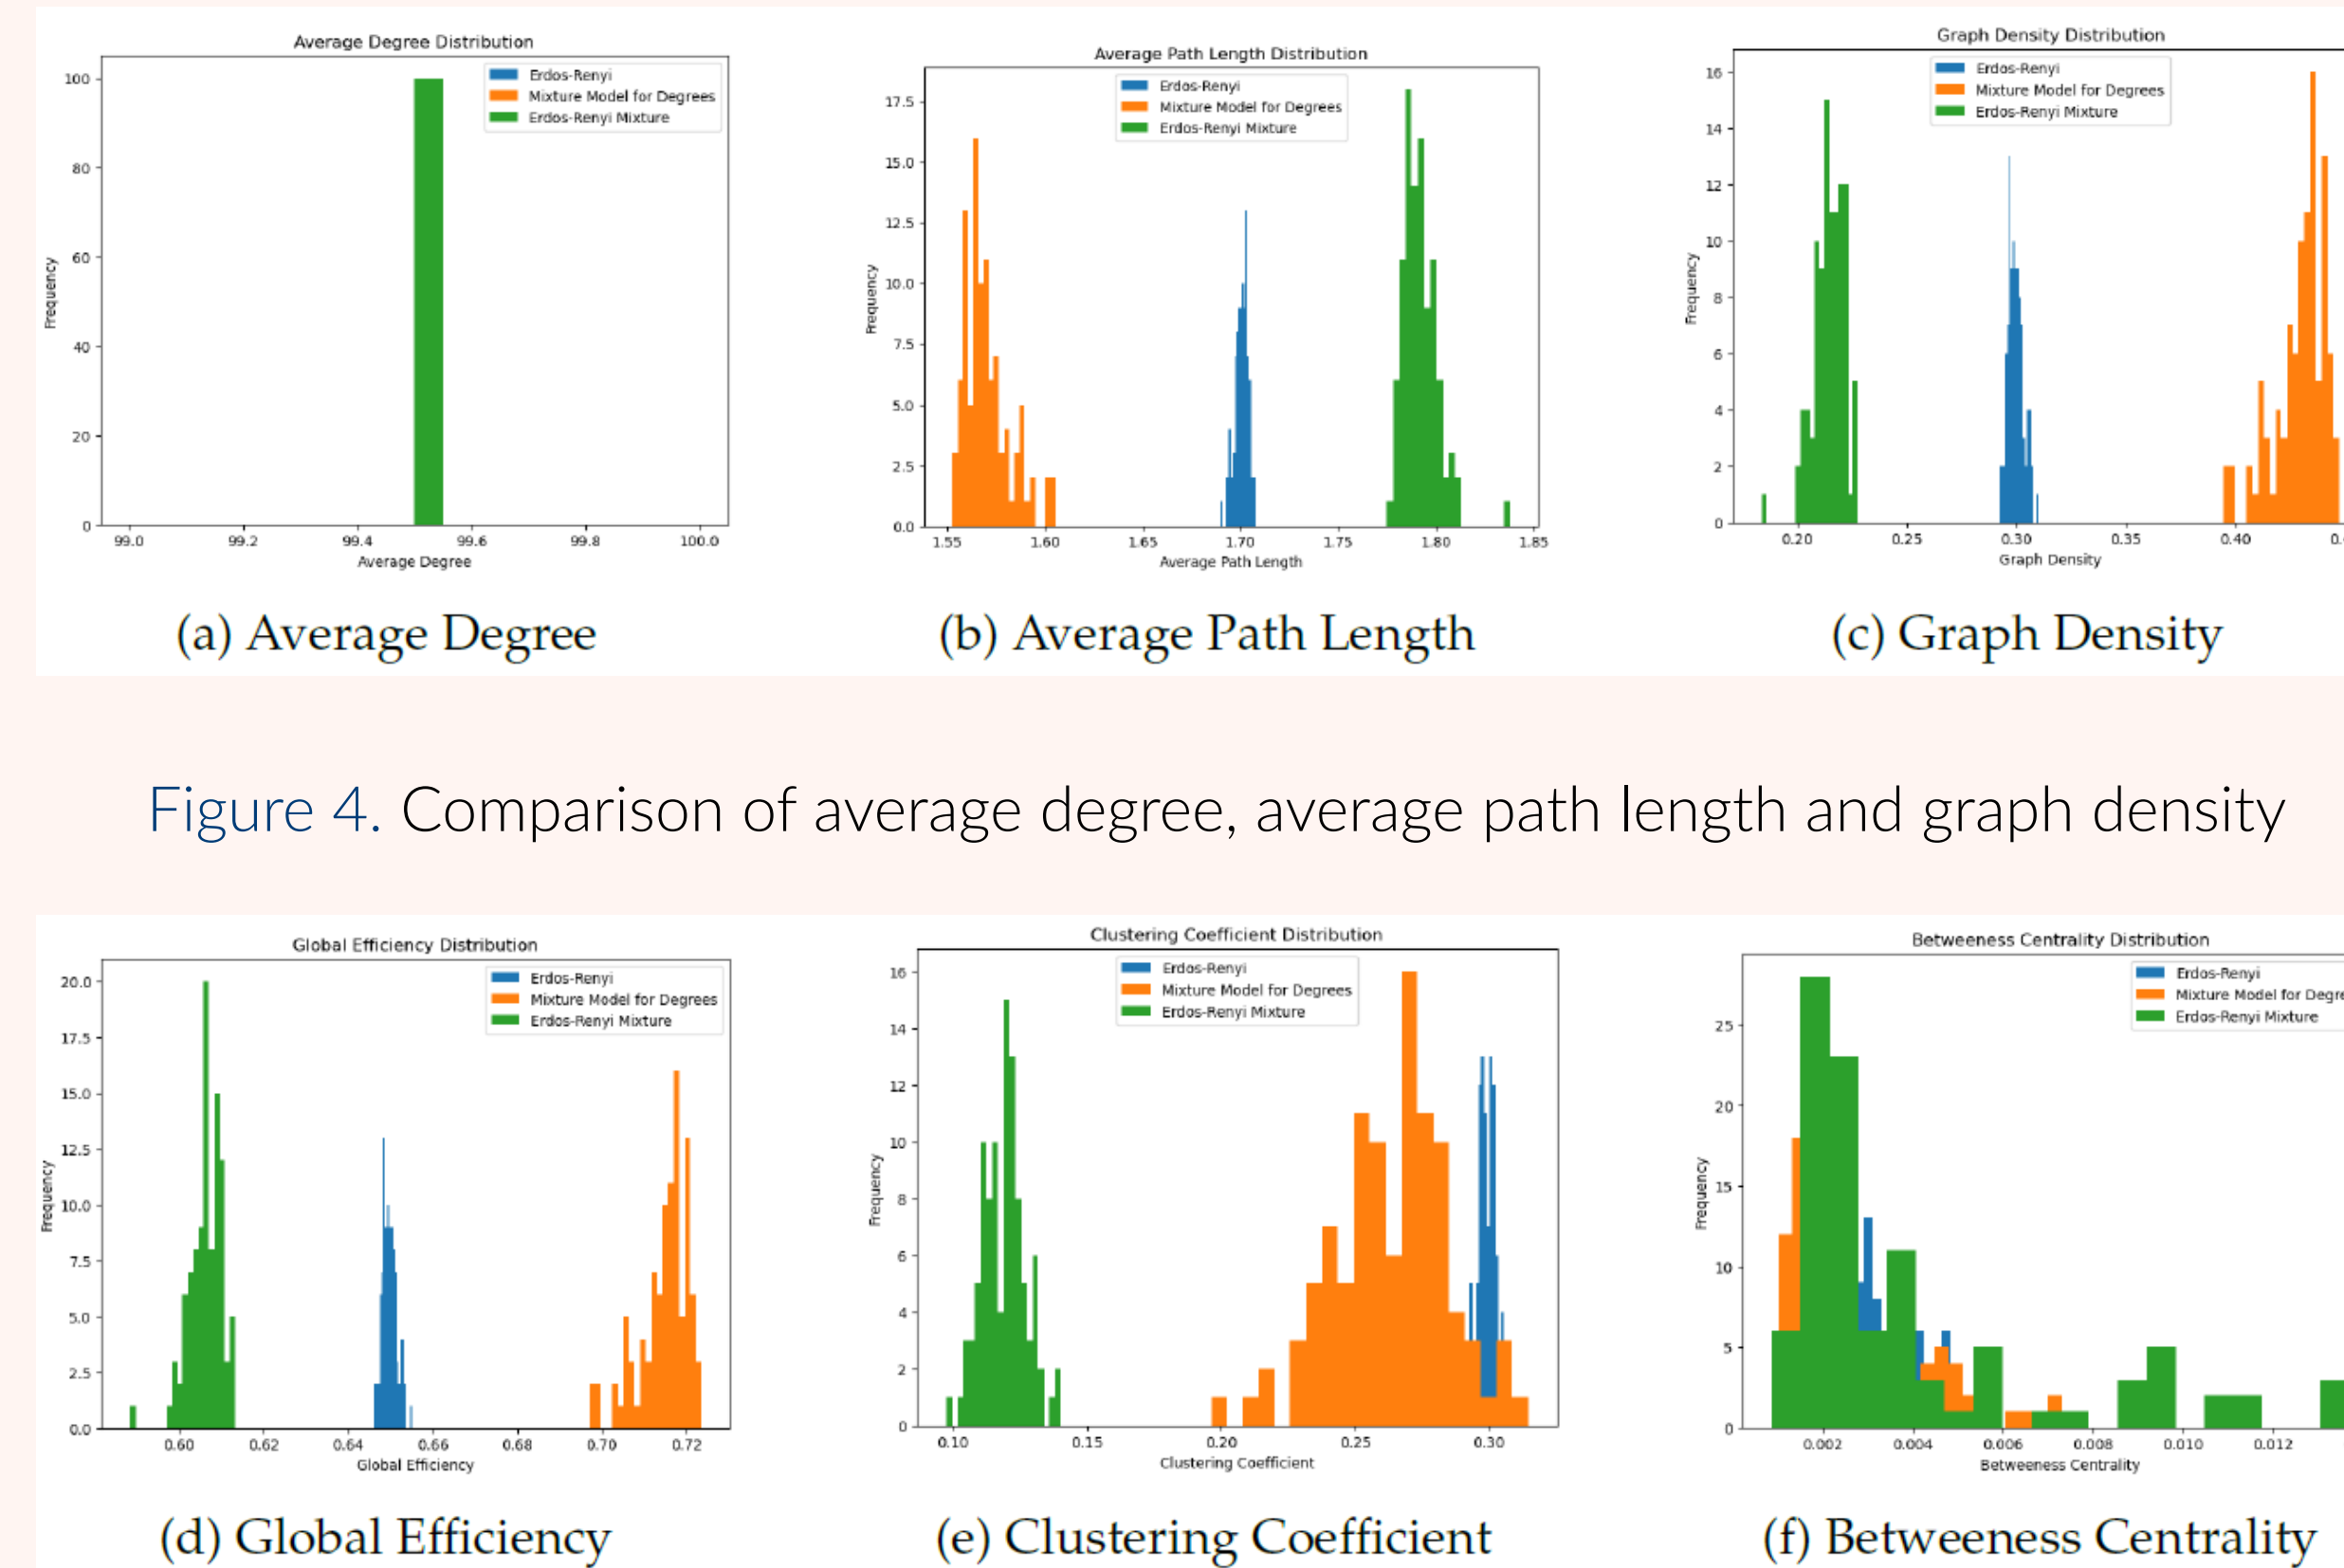 Average Degree Distribution
Erdos-Renyi
Mixture Model for Degrees
Erdos-Renyi Mixture
100
80
60
40
20
0
Frequency
99.0 99.2 99.4 99.6 99.8 100.0
Average Degree
Average Path Length Distribution
Erdos-Renyi
Mixture Model for Degrees
Erdos-Renyi Mixture
17.5
15.0
12.5
10.0
7.5
5.0
2.5
0.0
Frequency
1.55 1.60 1.65 1.70 1.75 1.80 1.85
Average Path Length
Graph Density Distribution
Erdos-Renyi
Mixture Model for Degrees
Erdos-Renyi Mixture
16
14
12
10
8
6
4
2
0
Frequency
0.20 0.25 0.30 0.35 0.40
Graph Density
(a) Average Degree
(b) Average Path Length
(c) Graph Density
Figure 4. Comparison of average degree, average path length and graph density
Global Efficiency Distribution
Erdos-Renyi
Mixture Model for Degrees
Erdos-Renyi Mixture
20.0
17.5
15.0
12.5
10.0
7.5
5.0
2.5
0.0
Frequency
0.60 0.62 0.64 0.66 0.68 0.70 0.72
Global Efficiency
Clustering Coefficient Distribution
Erdos-Renyi
Mixture Model for Degrees
Erdos-Renyi Mixture
16
14
12
10
8
6
4
2
0
Frequency
0.10 0.15 0.20 0.25 0.30
Clustering Coefficient
Betweeness Centrality Distribution
Erdos-Renyi
Mixture Model for Degre
Erdos-Renyi Mixture
25
20
15
10
5
0
Frequency
0.002 0.004 0.006 0.008 0.010 0.012
Betweeness Centrality
(d) Global Efficiency
(e) Clustering Coefficient
(f) Betweeness Centrality